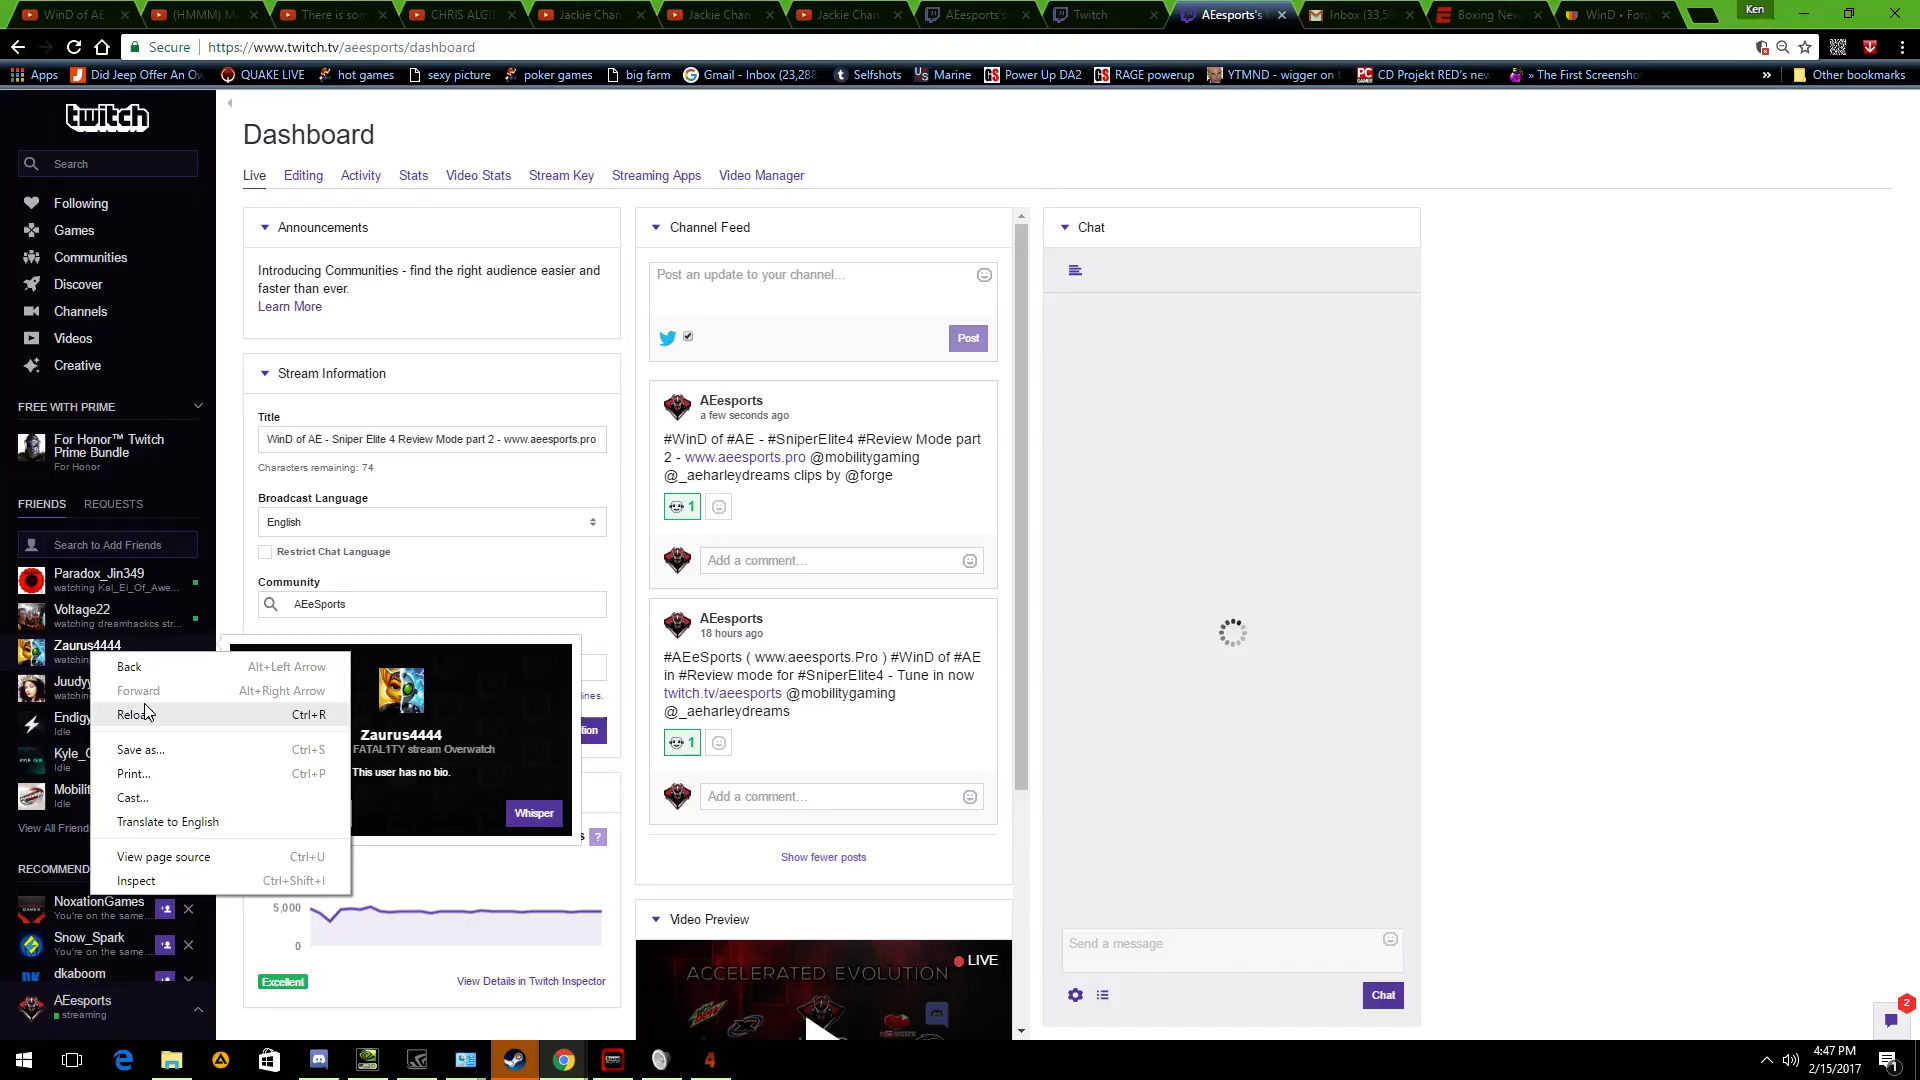 WinD of AE
(HMMM) M
There is som
CHRIS ALGI
Jackie Chan
Jackie Chan
Jackie Chan
AEesports's
Twitch
AEesports's
Inbox (33,5
Boxing New
WinD • Forg
Ken
Secure
https://www.twitch.tv/aeesports/dashboard
Apps
Did Jeep Offer An Ow
QUAKE LIVE
hot games
sexy picture
poker games
big farm
Gmail - Inbox (23,288
Selfshots
Marine
Power Up DA2
RAGE powerup
YTMND - wigger on
CD Projekt RED's new
» The First Screensho
»
Other bookmarks
twitch
Search
Following
Games
Communities
Discover
Channels
Videos
Creative
FREE WITH PRIME
For Honor™ Twitch
Prime Bundle
For Honor
FRIENDS
REQUESTS
Search to Add Friends
Paradox_Jin349
watching Kal_El_Of_Awe...
Voltage22
watching dreamhackcs str...
Zaurus4444
watchin
Juudyy
watchin
Endigy
Idle
Kyle_G
Idle
Mobilit
Idle
View All Friend
RECOMMEND
NoxationGames
You're on the same...
Snow_Spark
You're on the same...
dkaboom
AEesports
streaming
Back Alt+Left Arrow
Forward Alt+Right Arrow
Reload Ctrl+R
Save as... Ctrl+S
Print... Ctrl+P
Cast...
Translate to English
View page source Ctrl+U
Inspect Ctrl+Shift+I
Zaurus4444
FATAL1TY stream Overwatch
This user has no bio.
Whisper
Dashboard
Live
Editing
Activity
Stats
Video Stats
Stream Key
Streaming Apps
Video Manager
Announcements
Introducing Communities - find the right audience easier and
faster than ever.
Learn More
Stream Information
Title
WinD of AE - Sniper Elite 4 Review Mode part 2 - www.aeesports.pro
Characters remaining: 74
Broadcast Language
English
Restrict Chat Language
Community
AEeSports
lines.
tion
s
?
5,000
0
Excellent
View Details in Twitch Inspector
Channel Feed
Post an update to your channel...
Post
AEesports
a few seconds ago
#WinD of #AE - #SniperElite4 #Review Mode part
2 - www.aeesports.pro @mobilitygaming
@_aeharleydreams clips by @forge
1
Add a comment...
AEesports
18 hours ago
#AEeSports ( www.aeesports.Pro ) #WinD of #AE
in #Review mode for #SniperElite4 - Tune in now
twitch.tv/aeesports @mobilitygaming
@_aeharleydreams
1
Add a comment...
Show fewer posts
Video Preview
ACCELERATED EVOLUTION
LIVE
Chat
Send a message
Chat
2
4:47 PM
2/15/2017
1